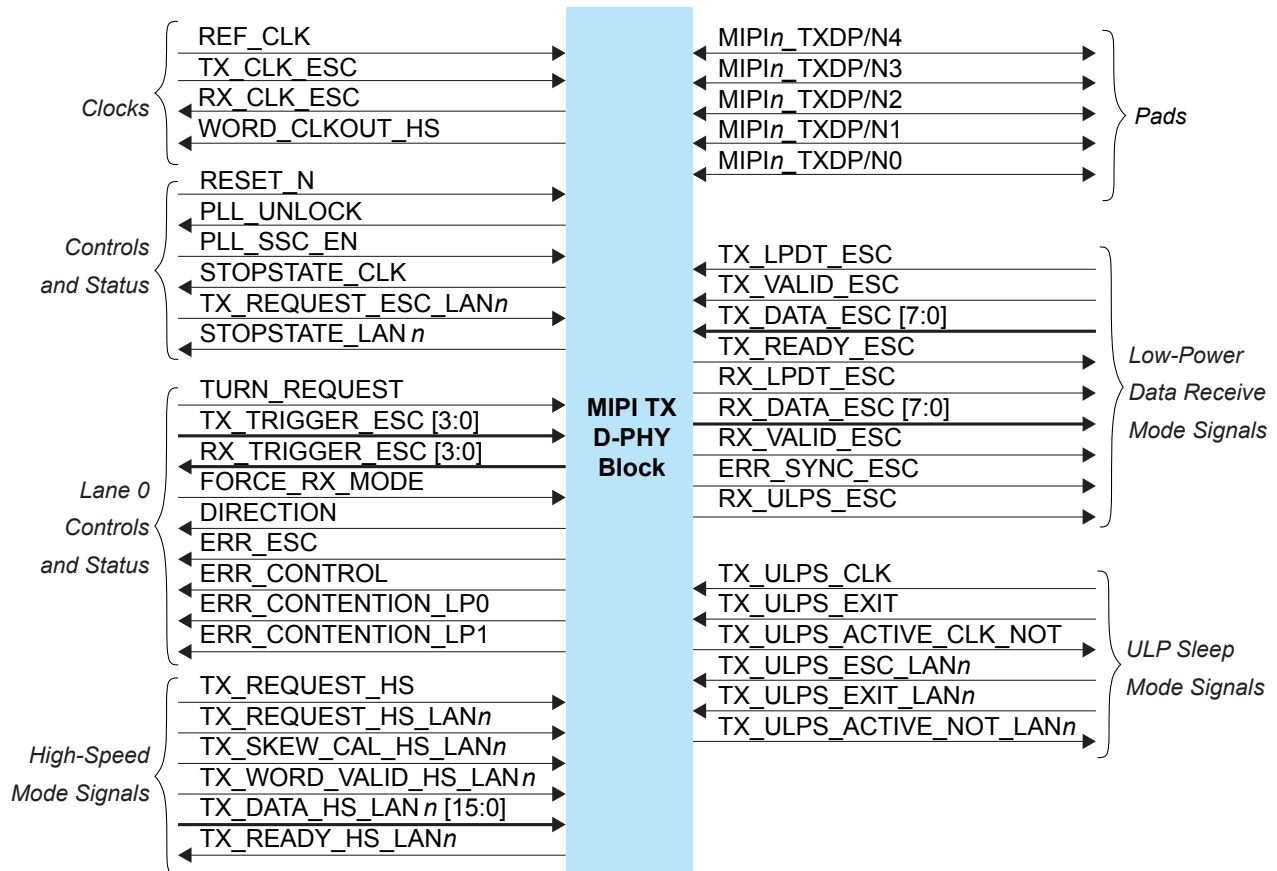 Clocks
REF_CLK
TX_CLK_ESC
RX_CLK_ESC
WORD_CLKOUT_HS
Controls
and Status
RESET_N
PLL_UNLOCK
PLL_SSC_EN
STOPSTATE_CLK
TX_REQUEST_ESC_LANn
STOPSTATE_LAN n
Lane 0
Controls
and Status
TURN_REQUEST
TX_TRIGGER_ESC [3:0]
RX_TRIGGER_ESC [3:0]
FORCE_RX_MODE
DIRECTION
ERR_ESC
ERR_CONTROL
ERR_CONTENTION_LP0
ERR_CONTENTION_LP1
High-Speed
Mode Signals
TX_REQUEST_HS
TX_REQUEST_HS_LANn
TX_SKEW_CAL_HS_LANn
TX_WORD_VALID_HS_LANn
TX_DATA_HS_LAN n [15:0]
TX_READY_HS_LANn
MIPI TX
D-PHY
Block
MIPIn_TXDP/N4
MIPIn_TXDP/N3
MIPIn_TXDP/N2
MIPIn_TXDP/N1
MIPIn_TXDP/N0
Pads
TX_LPDT_ESC
TX_VALID_ESC
TX_DATA_ESC [7:0]
TX_READY_ESC
RX_LPDT_ESC
RX_DATA_ESC [7:0]
RX_VALID_ESC
ERR_SYNC_ESC
RX_ULPS_ESC
Low-Power
Data Receive
Mode Signals
TX_ULPS_CLK
TX_ULPS_EXIT
TX_ULPS_ACTIVE_CLK_NOT
TX_ULPS_ESC_LANn
TX_ULPS_EXIT_LANn
TX_ULPS_ACTIVE_NOT_LANn
ULP Sleep
Mode Signals